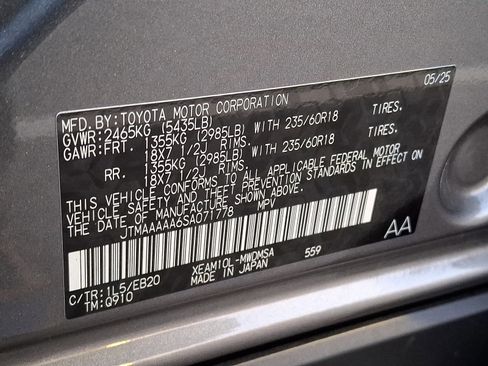 MFD.BY:TOYOTA MOTOR CORPORATION 05/25
GVWR:2465KG (5435LB)
GAWR:FRT. 1355KG (2985LB) WITH 235/60R18 TIRES.
18X7 1/2J RIMS.
RR. 1355KG (2985LB) WITH 235/60R18 TIRES.
18X7 1/2J RIMS.
THIS VEHICLE CONFORMS TO ALL APPLICABLE FEDERAL MOTOR
VEHICLE SAFETY AND THEFT PREVENTION STANDARDS IN EFFECT ON
THE DATE OF MANUFACTURE SHOWN ABOVE.
JTMAAAAA6SA071778 MPV
AA
C/TR:1L5/EB20 XEAM10L-MWDMSA 559
TM:Q910 MADE IN JAPAN